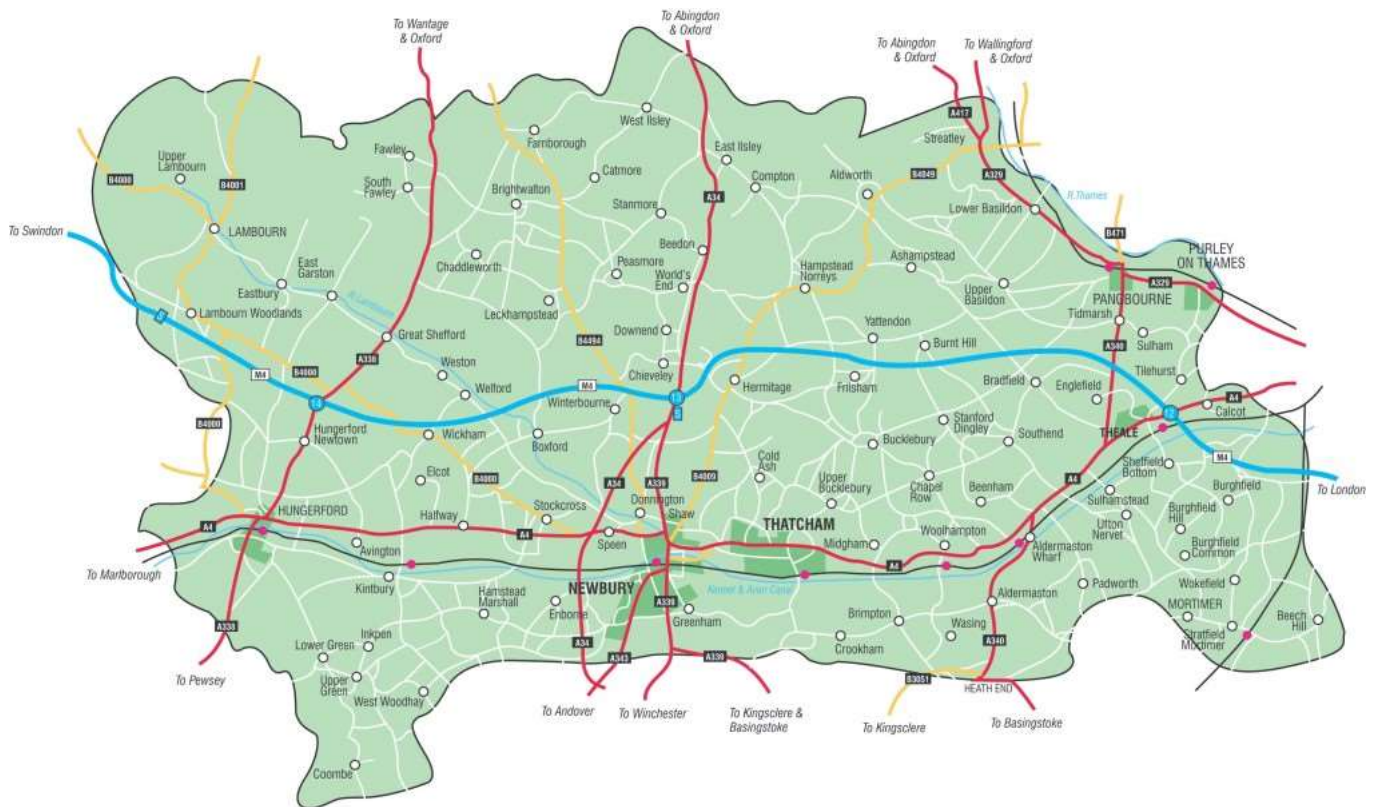 To Wantage
& Oxford
To Abingdon
& Oxford
To Abingdon
& Oxford
To Wallingford
& Oxford
A417
West Ilsley
Farnborough
Streatley
Fawley
East Ilsley
Upper
Lambourn
B4000
B4001
South
Fawley
Catmore
Compton
Aldworth
B4049
A329
Brightwalton
A34
R.Thames
Stanmore
Lower Basildon
To Swindon
LAMBOURN
B471
Beedon
PURLEY
ON THAMES
East
Garston
Chaddleworth
Peasmore
World's
End
Hampstead
Norreys
Ashampstead
Eastbury
R.Lambourn
Upper
Basildon
A329
PANGBOURNE
Leckhampstead
Lambourn Woodlands
S
Tidmarsh
Great Shefford
Downend
Yattendon
B4494
Burnt Hill
A340
Sulham
A338
Weston
Chieveley
M4
B4000
Welford
M4
Hermitage
Frilsham
Bradfield
Englefield
Tilehurst
A4
14
13
S
Winterbourne
12
Calcot
B4000
Hungerford
Newtown
Wickham
Boxford
Stanford
Dingley
THEALE
Bucklebury
Southend
M4
Cold
Ash
Sheffield
Bottom
Elcot
B4000
A34
A339
B4009
Upper
Bucklebury
Chapel
Row
Beenham
A4
Sulhamstead
Burghfield
To London
Stockcross
Donnington
HUNGERFORD
Shaw
THATCHAM
Ufton
Nervet
Burghfield
Hill
A4
Halfway
A4
Speen
Midgham
Woolhampton
Aldermaston
Wharf
Burghfield
Common
Avington
A4
To Marlborough
Kintbury
NEWBURY
Kennet & Avon Canal
Padworth
Wokefield
Hamstead
Marshall
Enborne
A339
Greenham
Aldermaston
Brimpton
MORTIMER
A338
Beech
Hill
Inkpen
Wasing
Stratfield
Mortimer
Lower Green
A34
A343
A339
Crookham
A340
To Pewsey
Upper
Green
B3051
HEATH END
West Woodhay
To Andover
To Winchester
To Kingsclere &
Basingstoke
To Kingsclere
To Basingstoke
Coombe